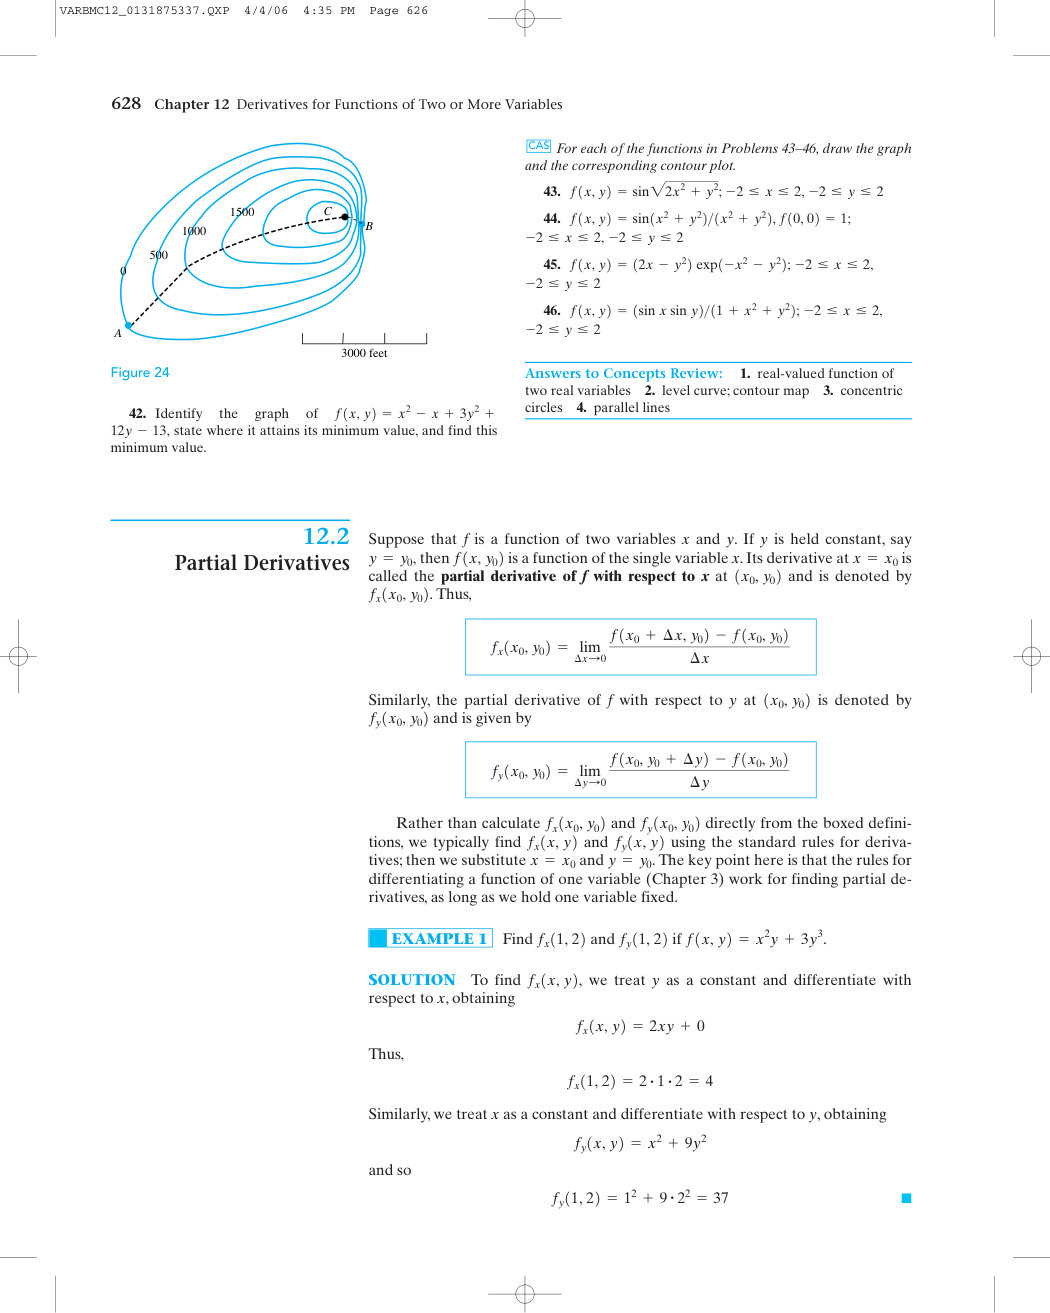 VARBMC12_0131875337.QXP 4/4/06 4:35 PM Page 626
628 Chapter 12 Derivatives for Functions of Two or More Variables
0
500
1000
1500
C
B
A
3000 feet
Figure 24
42. Identify the graph of f(x, y) = x² − x + 3y² +
12y − 13, state where it attains its minimum value, and find this
minimum value.
CAS For each of the functions in Problems 43–46, draw the graph
and the corresponding contour plot.
43. f(x, y) = sin√(2x² + y²); −2 ≤ x ≤ 2, −2 ≤ y ≤ 2
44. f(x, y) = sin(x² + y²)/(x² + y²), f(0, 0) = 1;
−2 ≤ x ≤ 2, −2 ≤ y ≤ 2
45. f(x, y) = (2x − y²) exp(−x² − y²); −2 ≤ x ≤ 2,
−2 ≤ y ≤ 2
46. f(x, y) = (sin x sin y)/(1 + x² + y²); −2 ≤ x ≤ 2,
−2 ≤ y ≤ 2
Answers to Concepts Review: 1. real-valued function of
two real variables 2. level curve; contour map 3. concentric
circles 4. parallel lines
12.2
Partial Derivatives
Suppose that f is a function of two variables x and y. If y is held constant, say
y = y₀, then f(x, y₀) is a function of the single variable x. Its derivative at x = x₀ is
called the partial derivative of f with respect to x at (x₀, y₀) and is denoted by
fₓ(x₀, y₀). Thus,
fₓ(x₀, y₀) = lim_{Δx→0} (f(x₀ + Δx, y₀) − f(x₀, y₀))/Δx
Similarly, the partial derivative of f with respect to y at (x₀, y₀) is denoted by
f_y(x₀, y₀) and is given by
f_y(x₀, y₀) = lim_{Δy→0} (f(x₀, y₀ + Δy) − f(x₀, y₀))/Δy
Rather than calculate fₓ(x₀, y₀) and f_y(x₀, y₀) directly from the boxed defini-
tions, we typically find fₓ(x, y) and f_y(x, y) using the standard rules for deriva-
tives; then we substitute x = x₀ and y = y₀. The key point here is that the rules for
differentiating a function of one variable (Chapter 3) work for finding partial de-
rivatives, as long as we hold one variable fixed.
EXAMPLE 1 Find fₓ(1, 2) and f_y(1, 2) if f(x, y) = x²y + 3y³.
SOLUTION To find fₓ(x, y), we treat y as a constant and differentiate with
respect to x, obtaining
fₓ(x, y) = 2xy + 0
Thus,
fₓ(1, 2) = 2 · 1 · 2 = 4
Similarly, we treat x as a constant and differentiate with respect to y, obtaining
f_y(x, y) = x² + 9y²
and so
f_y(1, 2) = 1² + 9 · 2² = 37